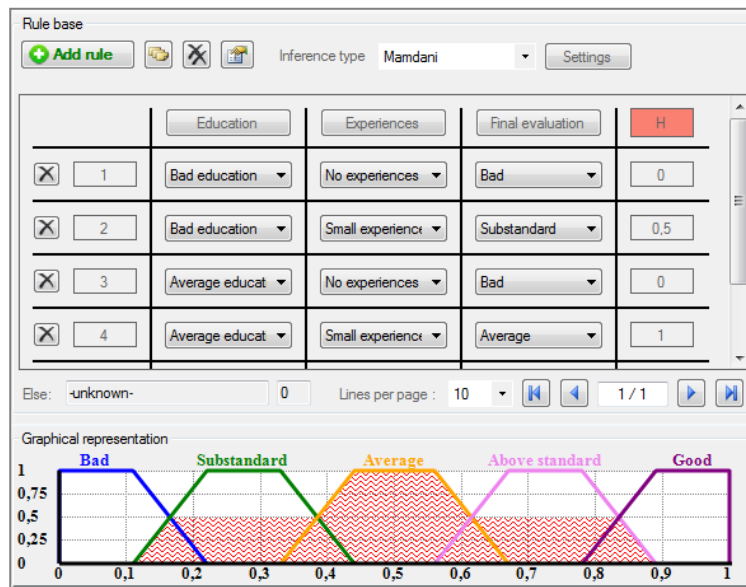 Rule base
Add rule Inference type Mamdani Settings
Education Experiences Final evaluation H
1 Bad education No experiences Bad 0
2 Bad education Small experience Substandard 0,5
3 Average educat No experiences Bad 0
4 Average educat Small experience Average 1
Else: -unknown- 0 Lines per page : 10 1 / 1
Graphical representation
Bad Substandard Average Above standard Good
1
0,75
0,5
0,25
0
0 0,1 0,2 0,3 0,4 0,5 0,6 0,7 0,8 0,9 1